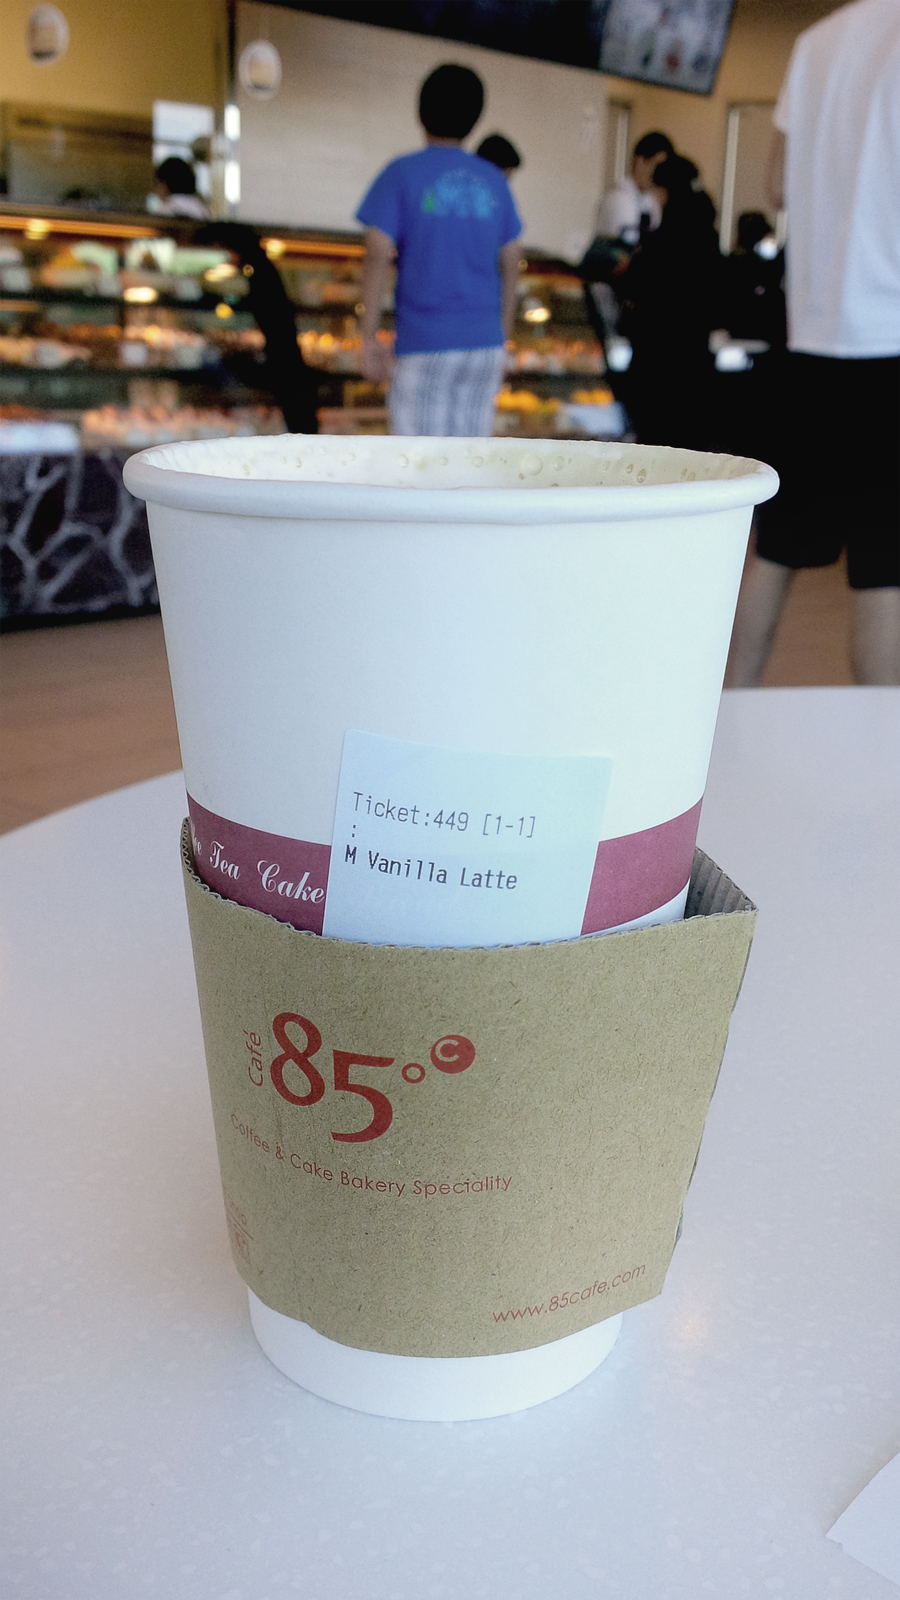 Ticket:449 [1-1]
:
M Vanilla Latte
Tea Cake
Café 85°C
Coffee & Cake Bakery Speciality
www.85cafe.com